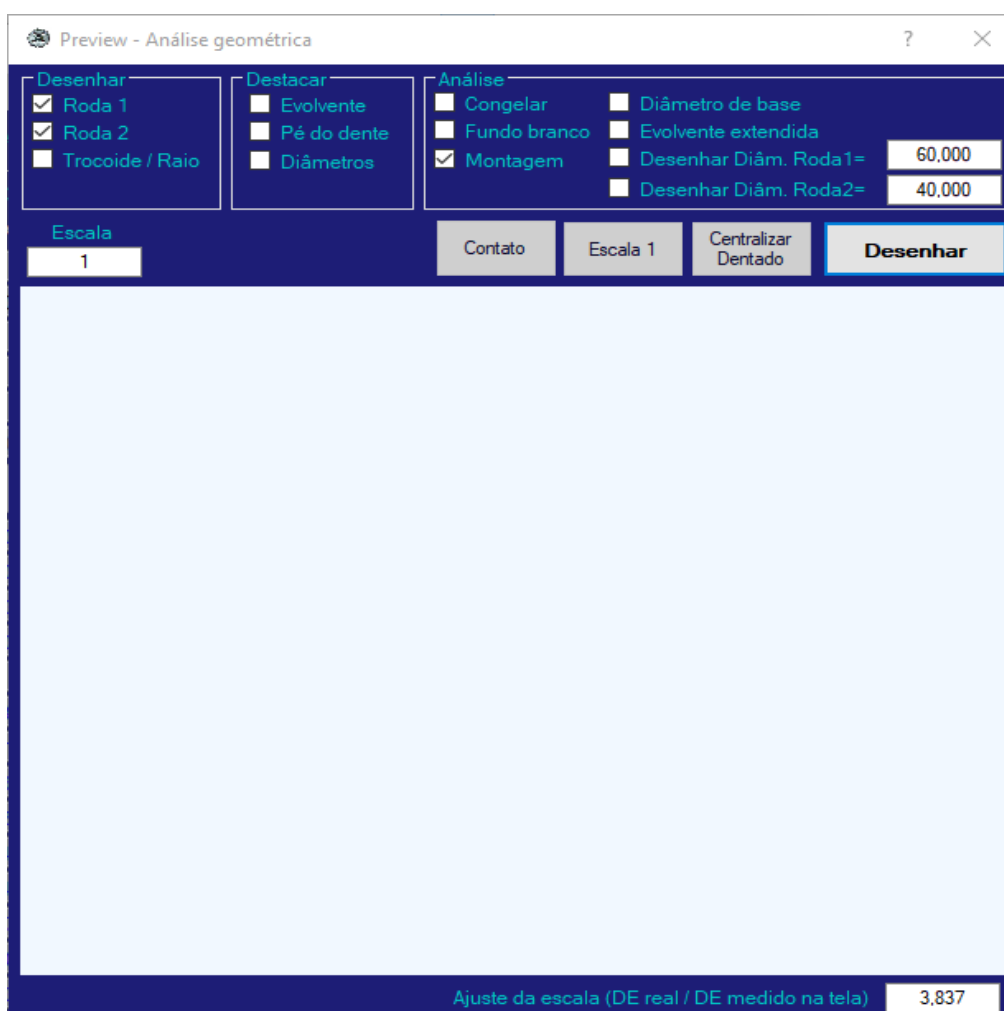 Preview - Análise geométrica
?
Desenhar
Roda 1
Roda 2
Trocoide / Raio
Destacar
Evolvente
Pé do dente
Diâmetros
Análise
Congelar
Fundo branco
Montagem
Diâmetro de base
Evolvente extendida
Desenhar Diâm. Roda1= 60,000
Desenhar Diâm. Roda2= 40,000
Escala
1
Contato
Escala 1
Centralizar
Dentado
Desenhar
Ajuste da escala (DE real / DE medido na tela) 3,837